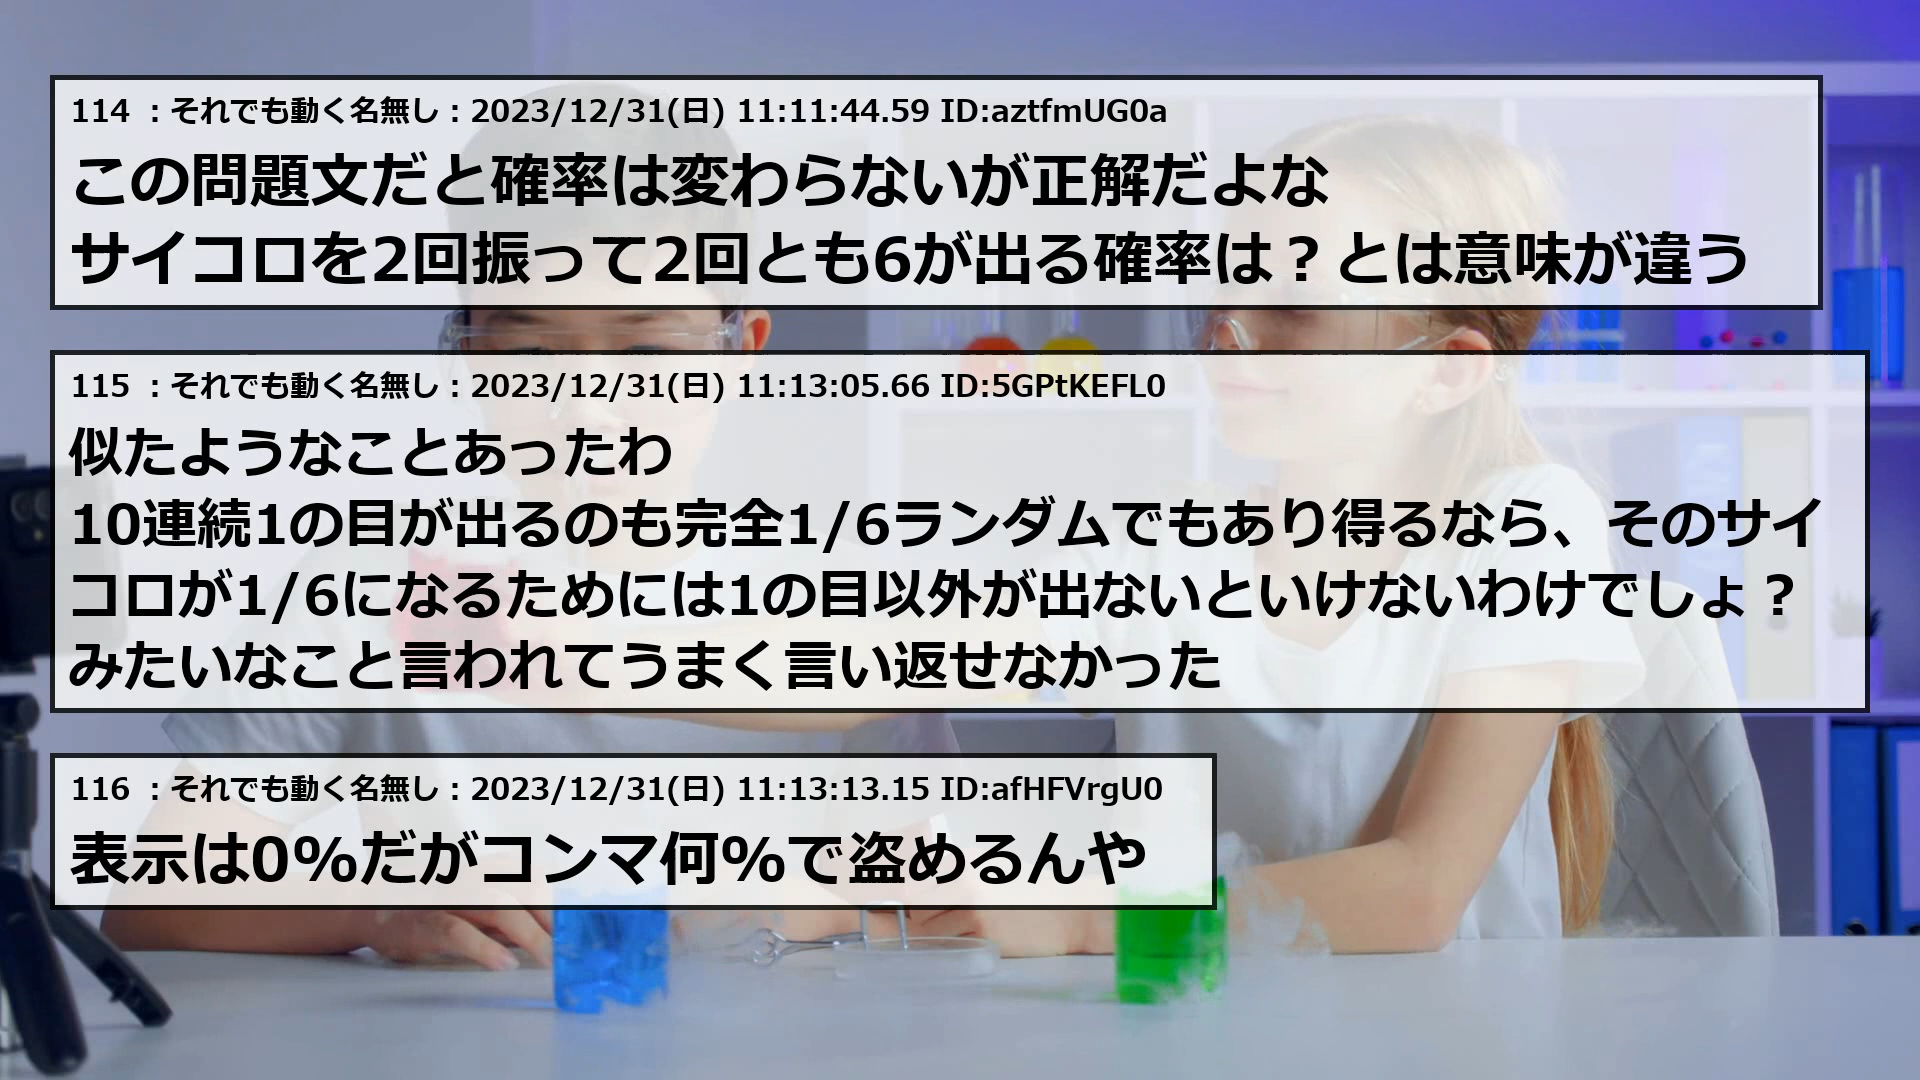 114 ：それでも動く名無し：2023/12/31(日) 11:11:44.59 ID:aztfmUG0a
この問題文だと確率は変わらないが正解だよな
サイコロを2回振って2回とも6が出る確率は？とは意味が違う
115 ：それでも動く名無し：2023/12/31(日) 11:13:05.66 ID:5GPtKEFL0
似たようなことあったわ
10連続1の目が出るのも完全1/6ランダムでもあり得るなら、そのサイ
コロが1/6になるためには1の目以外が出ないといけないわけでしょ？
みたいなこと言われてうまく言い返せなかった
116 ：それでも動く名無し：2023/12/31(日) 11:13:13.15 ID:afHFVrgU0
表示は0%だがコンマ何%で盗めるんや